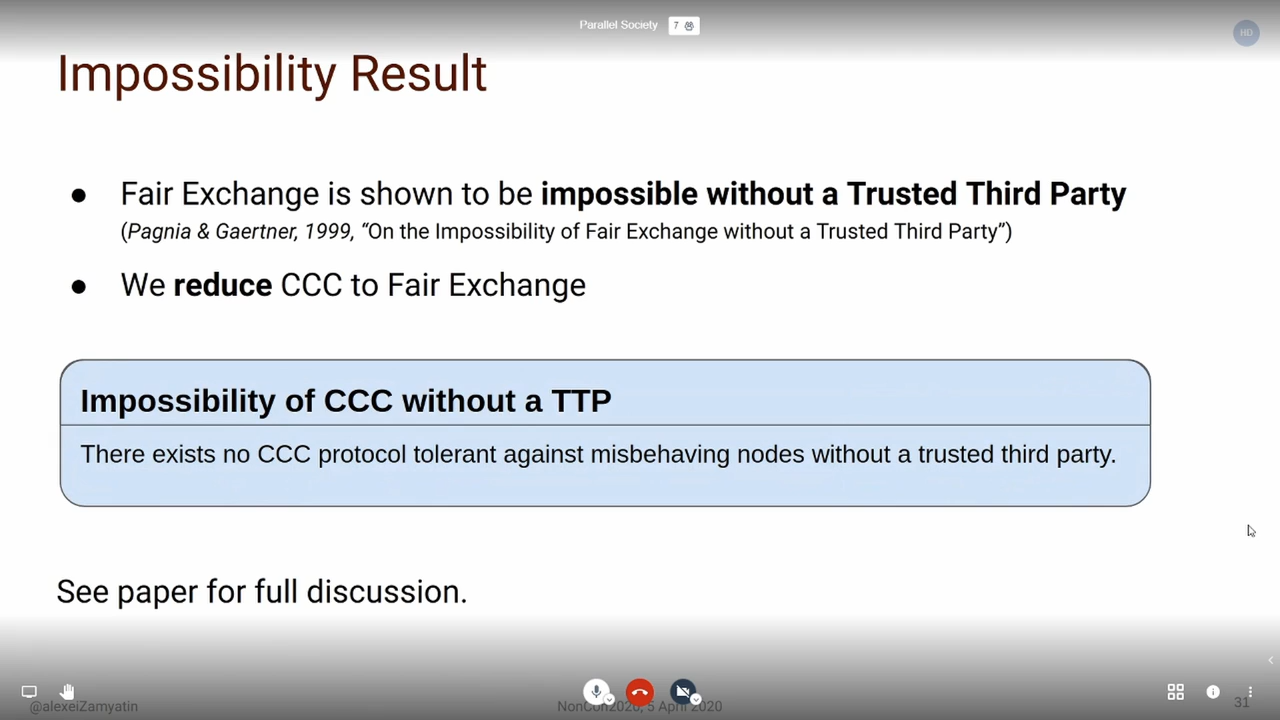 Parallel Society 7
HD
Impossibility Result
● Fair Exchange is shown to be impossible without a Trusted Third Party
(Pagnia & Gaertner, 1999, “On the Impossibility of Fair Exchange without a Trusted Third Party”)
● We reduce CCC to Fair Exchange
Impossibility of CCC without a TTP
There exists no CCC protocol tolerant against misbehaving nodes without a trusted third party.
See paper for full discussion.
@alexeiZamyatin
NonCon2020, 5 April 2020
31